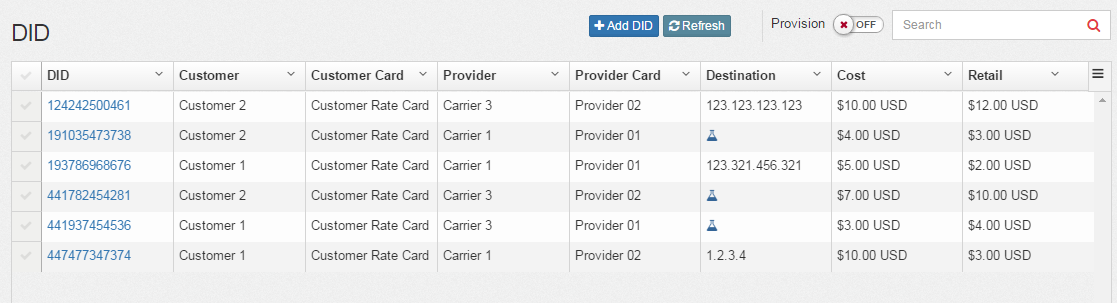 DID
Add DID Refresh Provision OFF Search
DID Customer Customer Card Provider Provider Card Destination Cost Retail
124242500461 Customer 2 Customer Rate Card Carrier 3 Provider 02 123.123.123.123 $10.00 USD $12.00 USD
191035473738 Customer 2 Customer Rate Card Carrier 1 Provider 01 $4.00 USD $3.00 USD
193786968676 Customer 1 Customer Rate Card Carrier 1 Provider 01 123.321.456.321 $5.00 USD $2.00 USD
441782454281 Customer 2 Customer Rate Card Carrier 3 Provider 02 $7.00 USD $10.00 USD
441937454536 Customer 1 Customer Rate Card Carrier 3 Provider 01 $3.00 USD $4.00 USD
447477347374 Customer 1 Customer Rate Card Carrier 1 Provider 02 1.2.3.4 $10.00 USD $3.00 USD